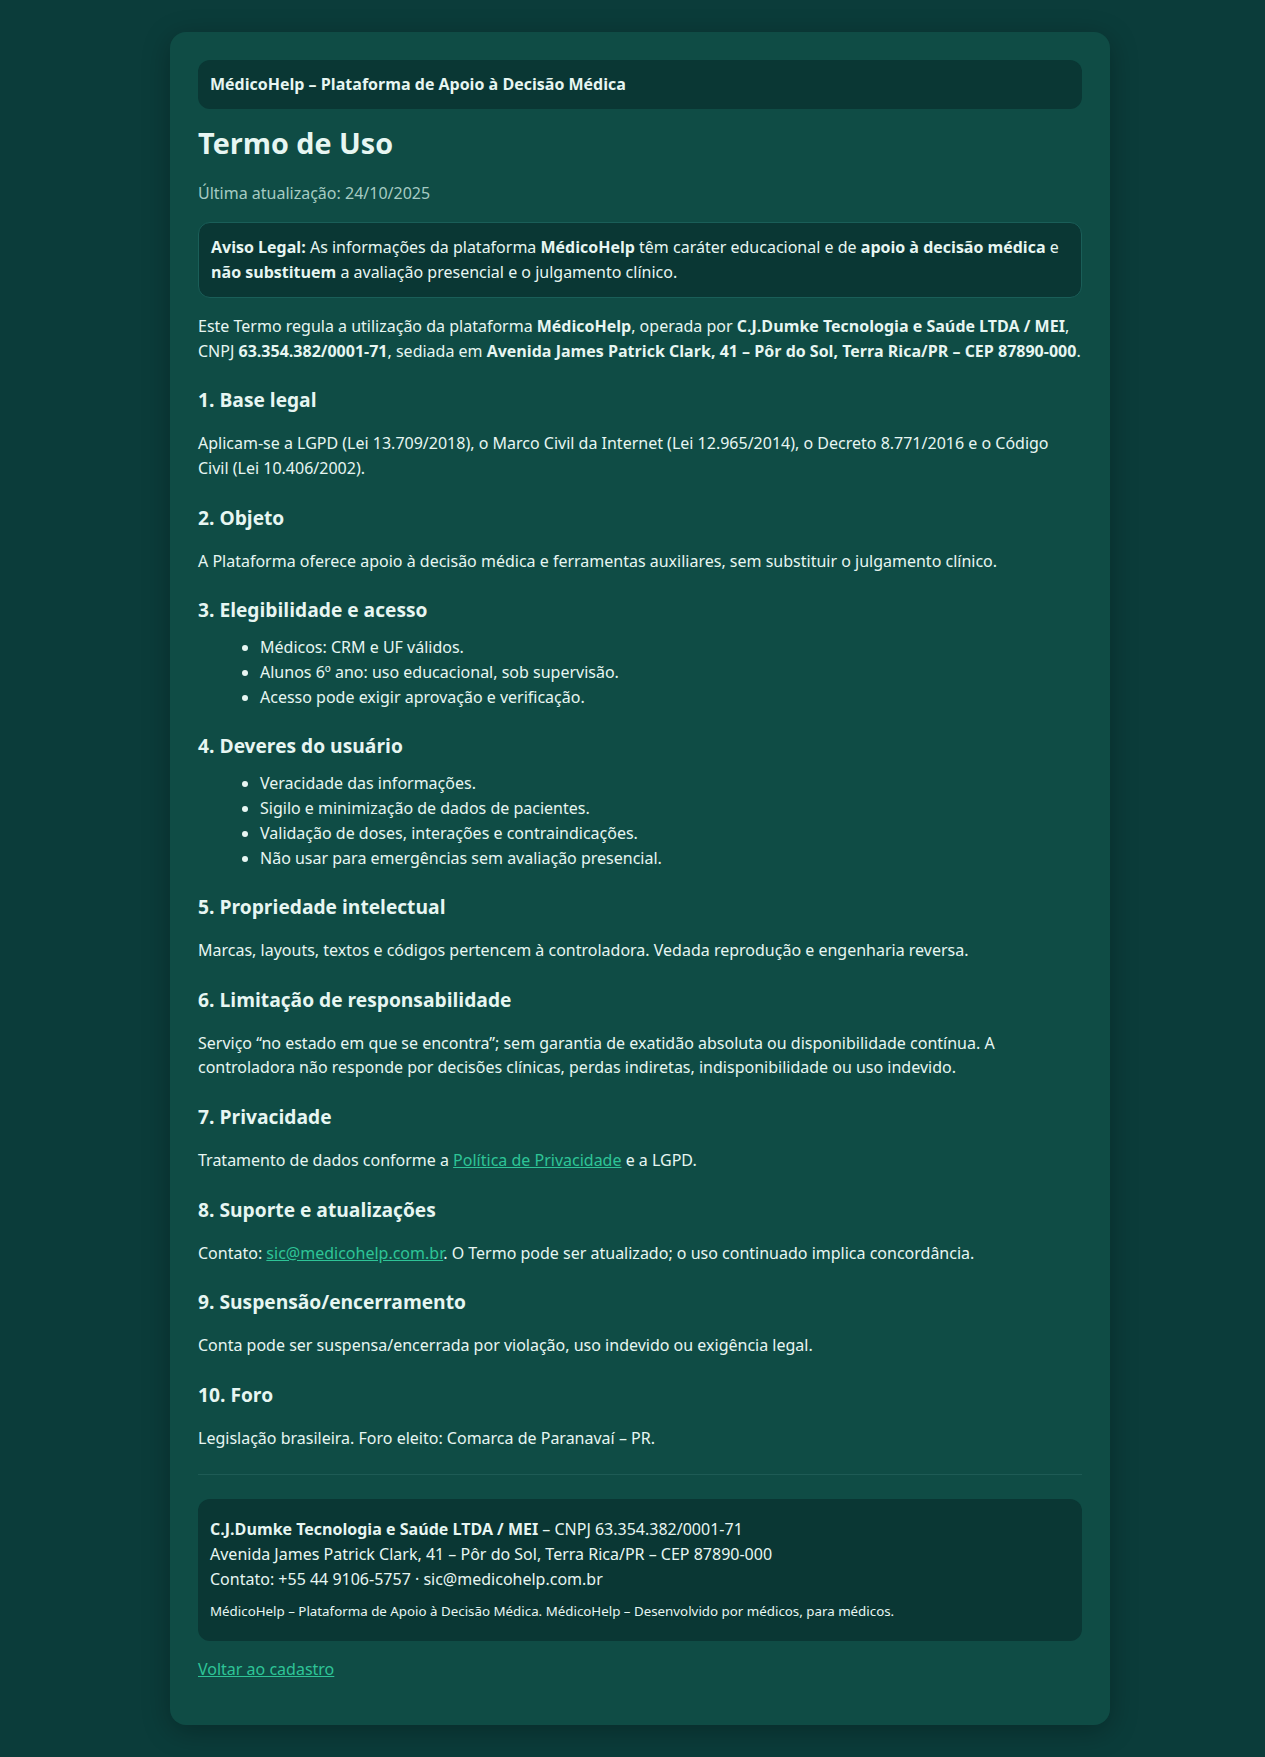 MédicoHelp – Plataforma de Apoio à Decisão Médica
Termo de Uso
Última atualização: 24/10/2025
Aviso Legal: As informações da plataforma MédicoHelp têm caráter educacional e de apoio à decisão médica e
não substituem a avaliação presencial e o julgamento clínico.
Este Termo regula a utilização da plataforma MédicoHelp, operada por C.J.Dumke Tecnologia e Saúde LTDA / MEI,
CNPJ 63.354.382/0001-71, sediada em Avenida James Patrick Clark, 41 – Pôr do Sol, Terra Rica/PR – CEP 87890-000.
1. Base legal
Aplicam-se a LGPD (Lei 13.709/2018), o Marco Civil da Internet (Lei 12.965/2014), o Decreto 8.771/2016 e o Código
Civil (Lei 10.406/2002).
2. Objeto
A Plataforma oferece apoio à decisão médica e ferramentas auxiliares, sem substituir o julgamento clínico.
3. Elegibilidade e acesso
• Médicos: CRM e UF válidos.
• Alunos 6º ano: uso educacional, sob supervisão.
• Acesso pode exigir aprovação e verificação.
4. Deveres do usuário
• Veracidade das informações.
• Sigilo e minimização de dados de pacientes.
• Validação de doses, interações e contraindicações.
• Não usar para emergências sem avaliação presencial.
5. Propriedade intelectual
Marcas, layouts, textos e códigos pertencem à controladora. Vedada reprodução e engenharia reversa.
6. Limitação de responsabilidade
Serviço “no estado em que se encontra”; sem garantia de exatidão absoluta ou disponibilidade contínua. A
controladora não responde por decisões clínicas, perdas indiretas, indisponibilidade ou uso indevido.
7. Privacidade
Tratamento de dados conforme a Política de Privacidade e a LGPD.
8. Suporte e atualizações
Contato: sic@medicohelp.com.br. O Termo pode ser atualizado; o uso continuado implica concordância.
9. Suspensão/encerramento
Conta pode ser suspensa/encerrada por violação, uso indevido ou exigência legal.
10. Foro
Legislação brasileira. Foro eleito: Comarca de Paranavaí – PR.
C.J.Dumke Tecnologia e Saúde LTDA / MEI – CNPJ 63.354.382/0001-71
Avenida James Patrick Clark, 41 – Pôr do Sol, Terra Rica/PR – CEP 87890-000
Contato: +55 44 9106-5757 · sic@medicohelp.com.br
MédicoHelp – Plataforma de Apoio à Decisão Médica. MédicoHelp – Desenvolvido por médicos, para médicos.
Voltar ao cadastro